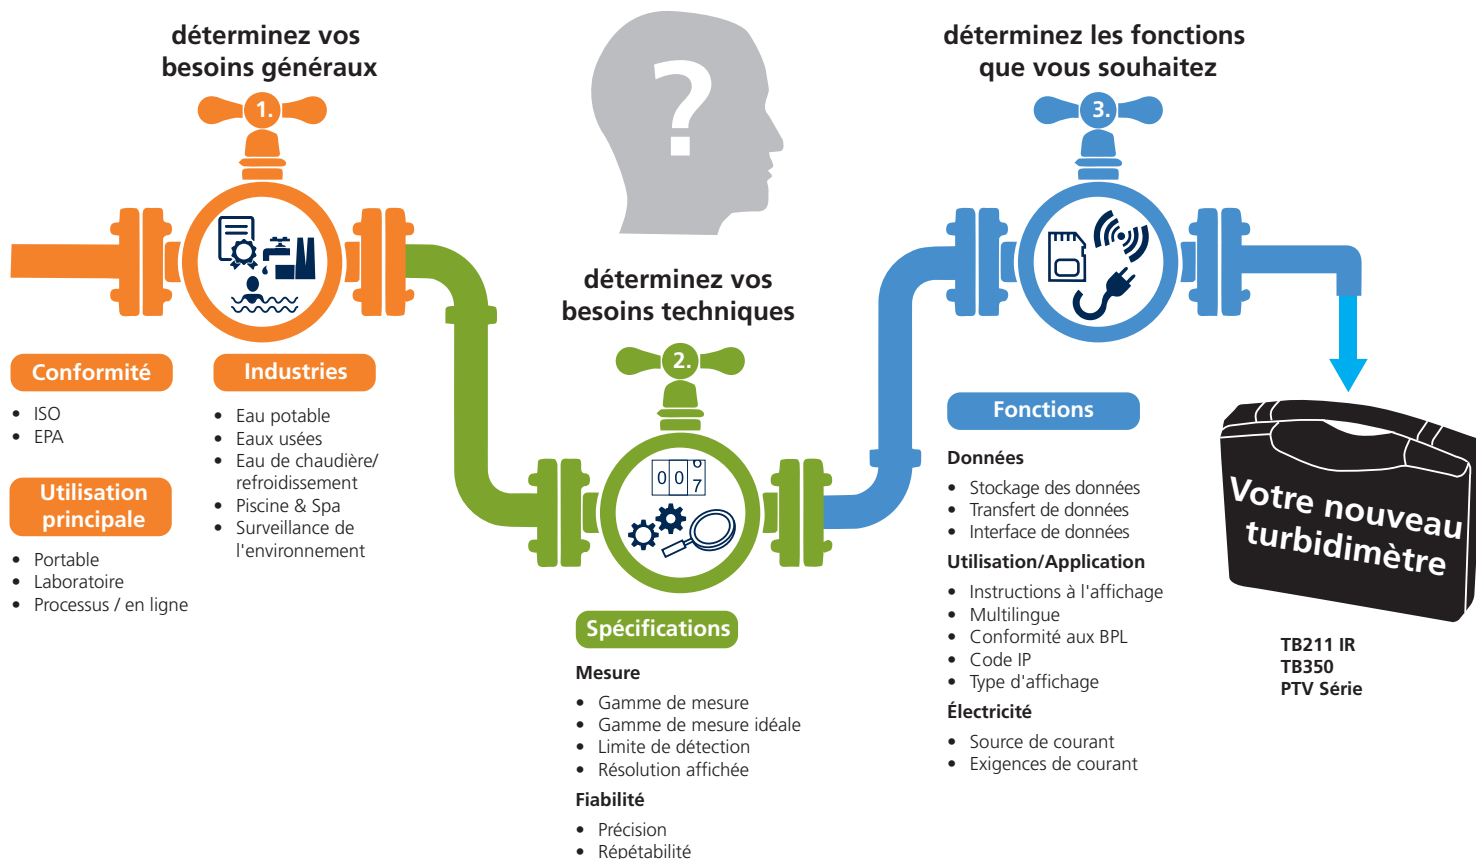 déterminez vos
besoins généraux
1.
Conformité
• ISO
• EPA
Utilisation
principale
• Portable
• Laboratoire
• Processus / en ligne
Industries
• Eau potable
• Eaux usées
• Eau de chaudière/
refroidissement
• Piscine & Spa
• Surveillance de
l'environnement
?
déterminez vos
besoins techniques
2.
0 0 6
7
Spécifications
Mesure
• Gamme de mesure
• Gamme de mesure idéale
• Limite de détection
• Résolution affichée
Fiabilité
• Précision
• Répétabilité
déterminez les fonctions
que vous souhaitez
3.
Fonctions
Données
• Stockage des données
• Transfert de données
• Interface de données
Utilisation/Application
• Instructions à l'affichage
• Multilingue
• Conformité aux BPL
• Code IP
• Type d'affichage
Électricité
• Source de courant
• Exigences de courant
Votre nouveau
turbidimètre
TB211 IR
TB350
PTV Série